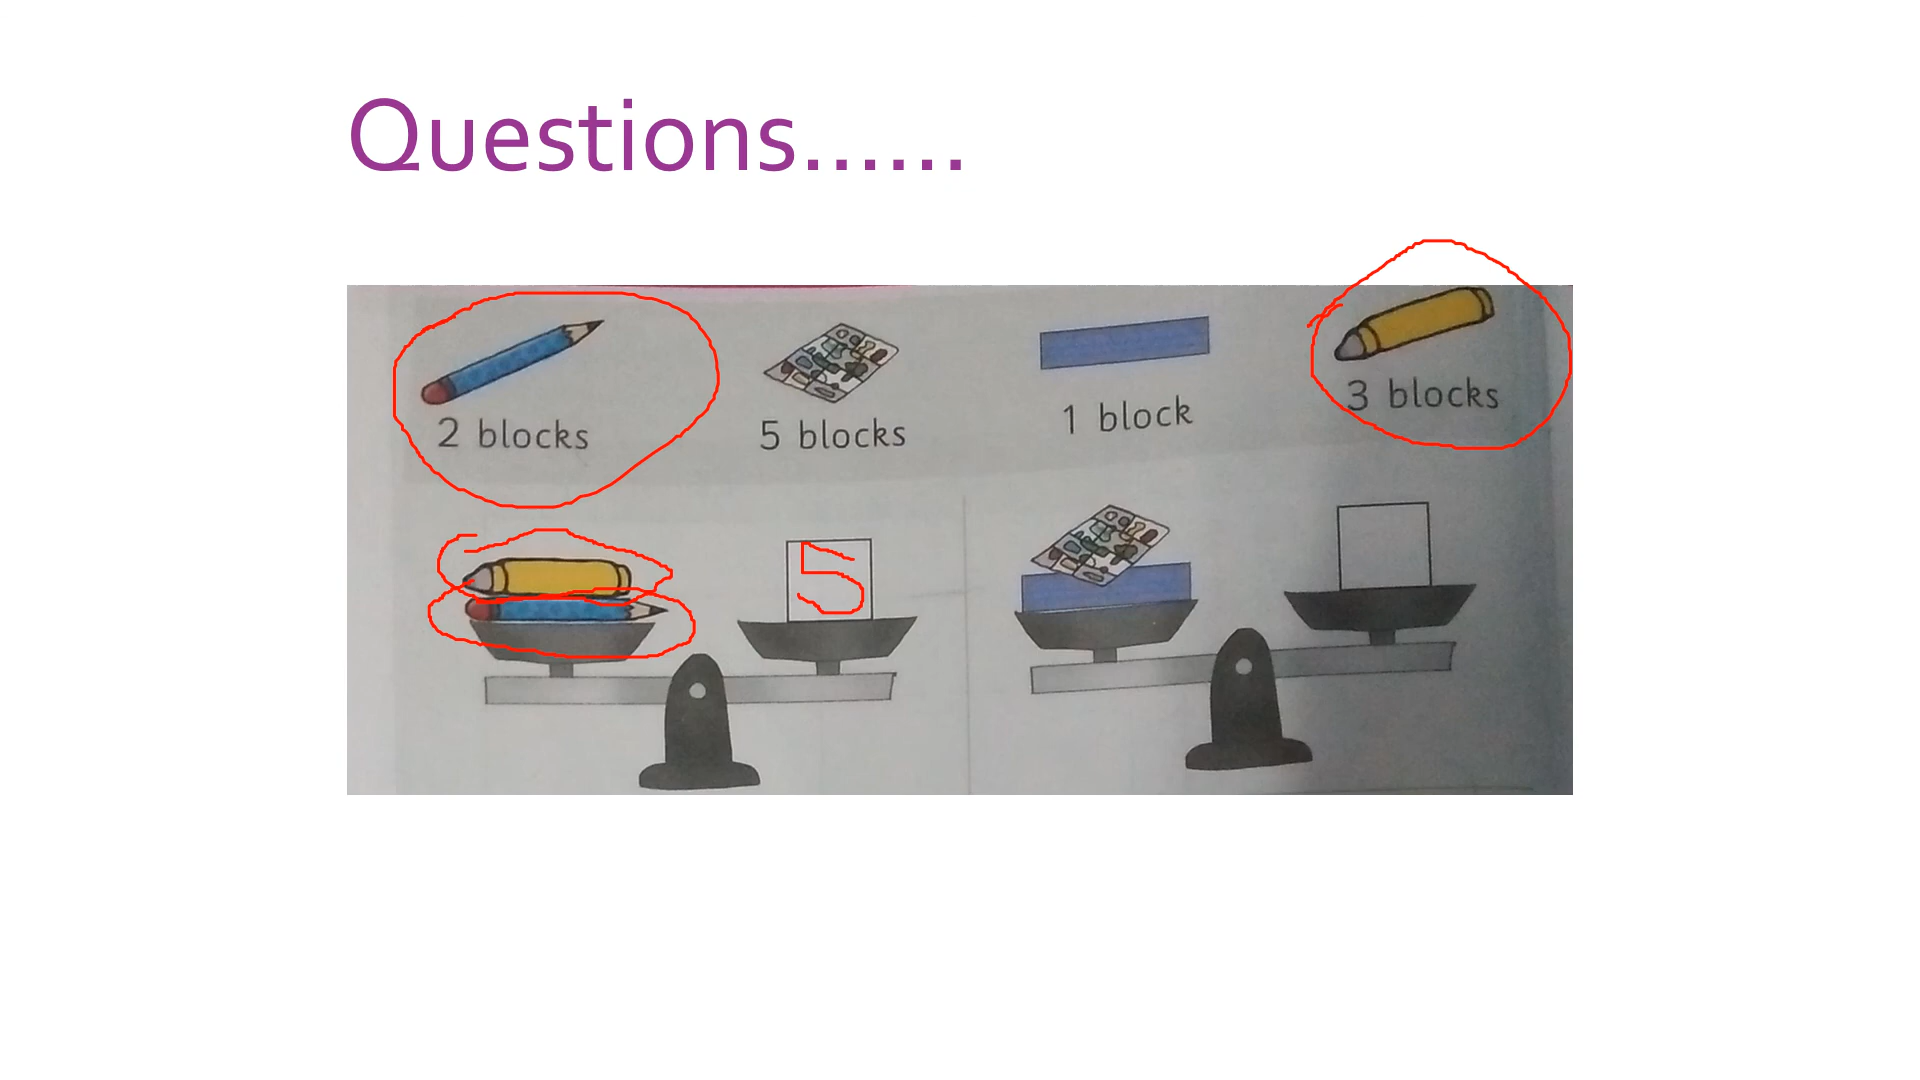 Questions......
2 blocks
5 blocks
1 block
3 blocks
5